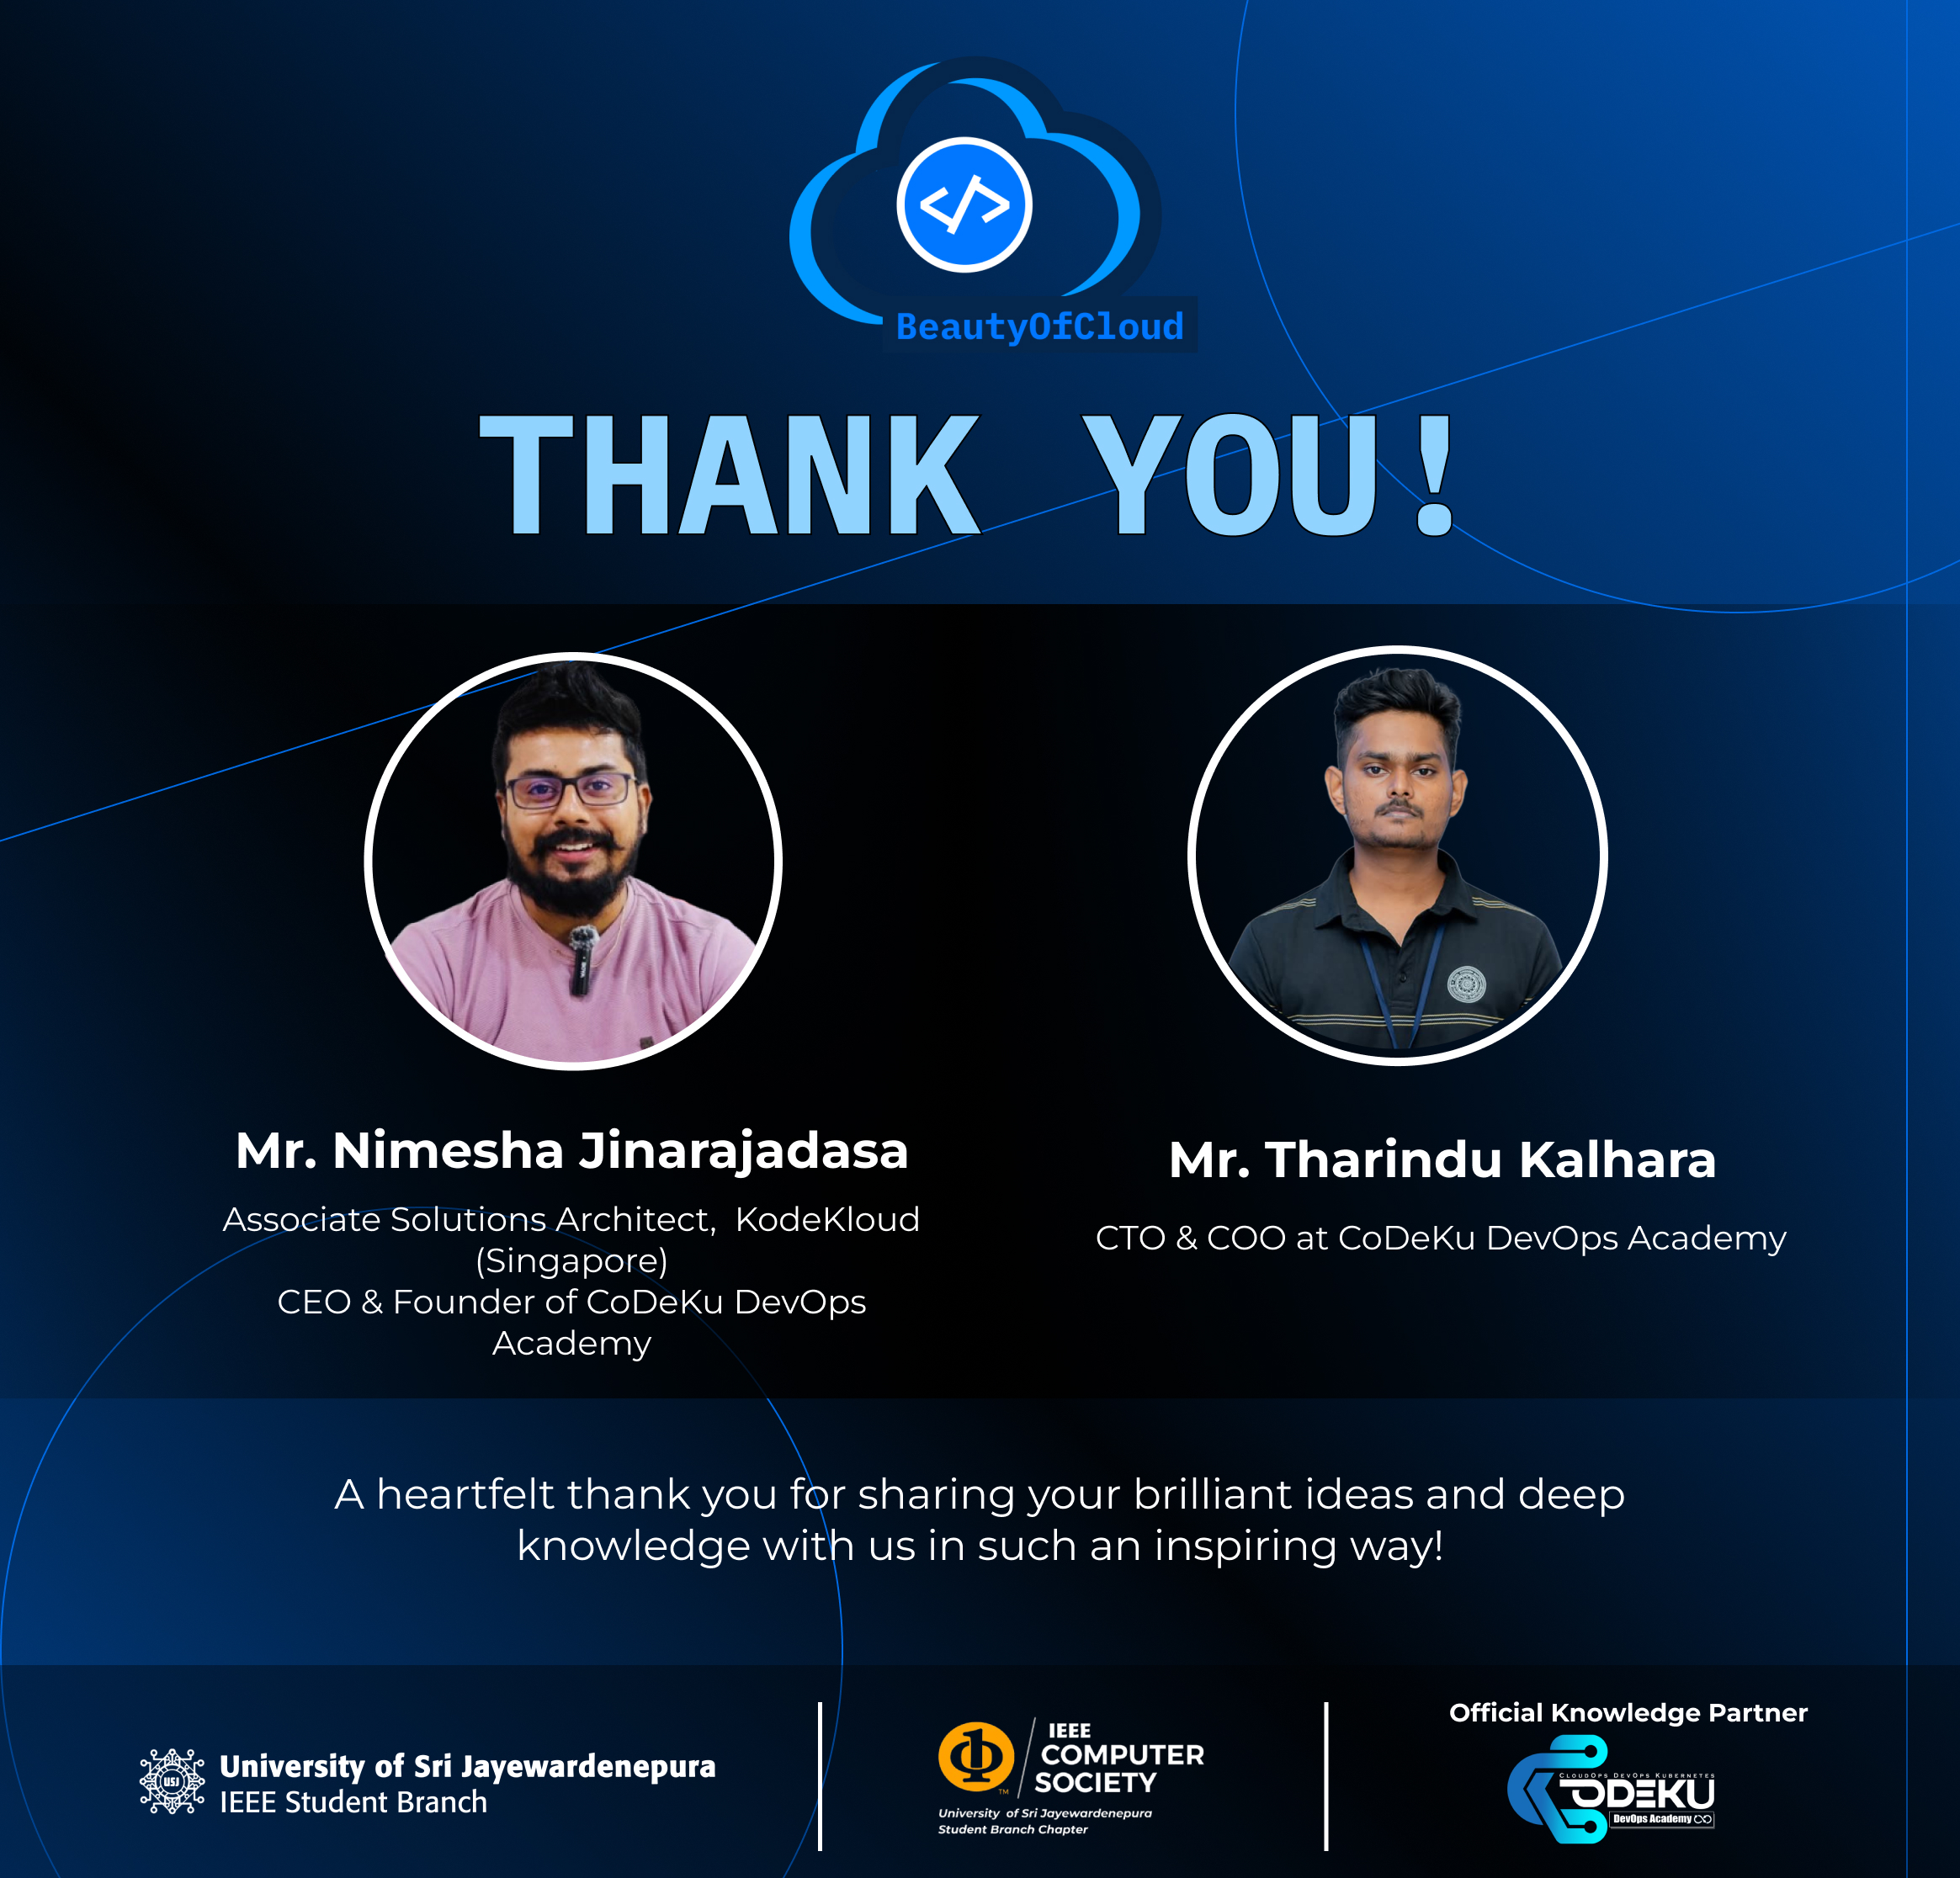 </>
BeautyOfCloud
THANK YOU!
Mr. Nimesha Jinarajadasa
Associate Solutions Architect, KodeKloud
(Singapore)
CEO & Founder of CoDeKu DevOps
Academy
Mr. Tharindu Kalhara
CTO & COO at CoDeKu DevOps Academy
A heartfelt thank you for sharing your brilliant ideas and deep
knowledge with us in such an inspiring way!
USJ
University of Sri Jayewardenepura
IEEE Student Branch
IEEE
COMPUTER
SOCIETY
TM
University of Sri Jayewardenepura
Student Branch Chapter
Official Knowledge Partner
CloudOps DevOps Kubernetes
CODEKU
DevOps Academy